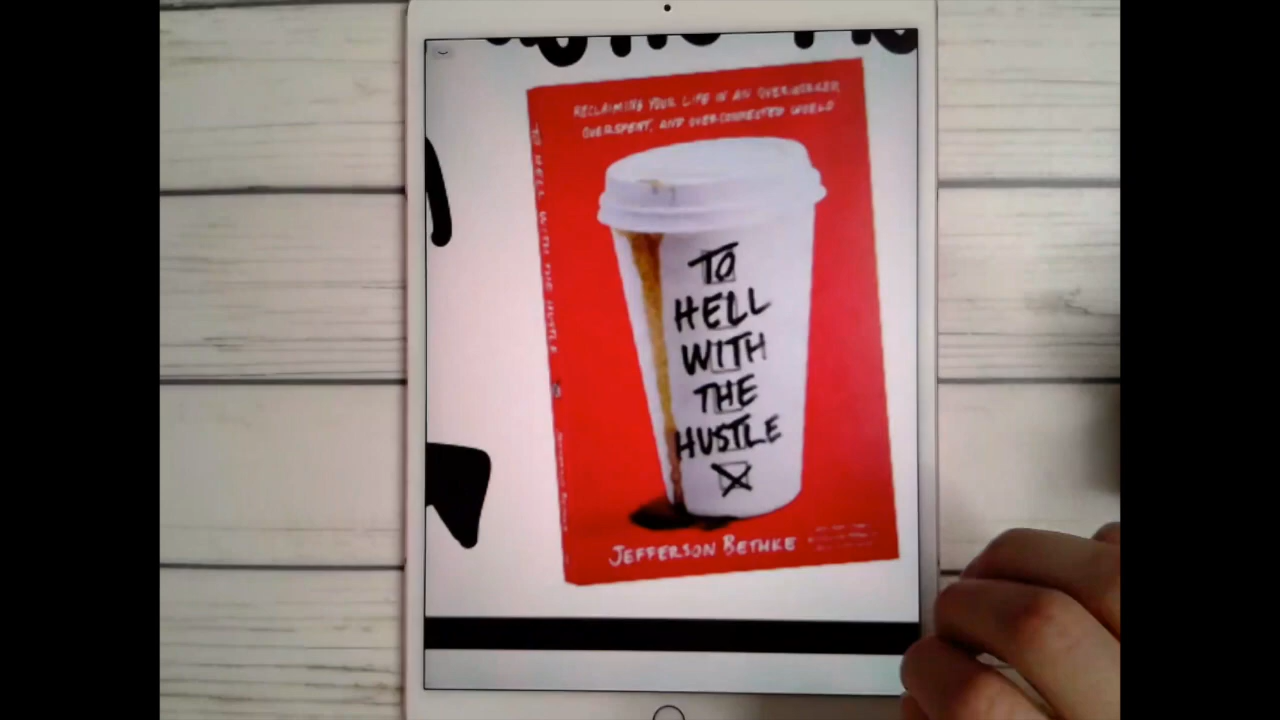 RECLAIMING YOUR LIFE IN AN OVERWORKED,
OVERSPENT, AND OVERCONNECTED WORLD
TO HELL WITH THE HUSTLE
TO
HELL
WITH
THE
HUSTLE
JEFFERSON BETHKE